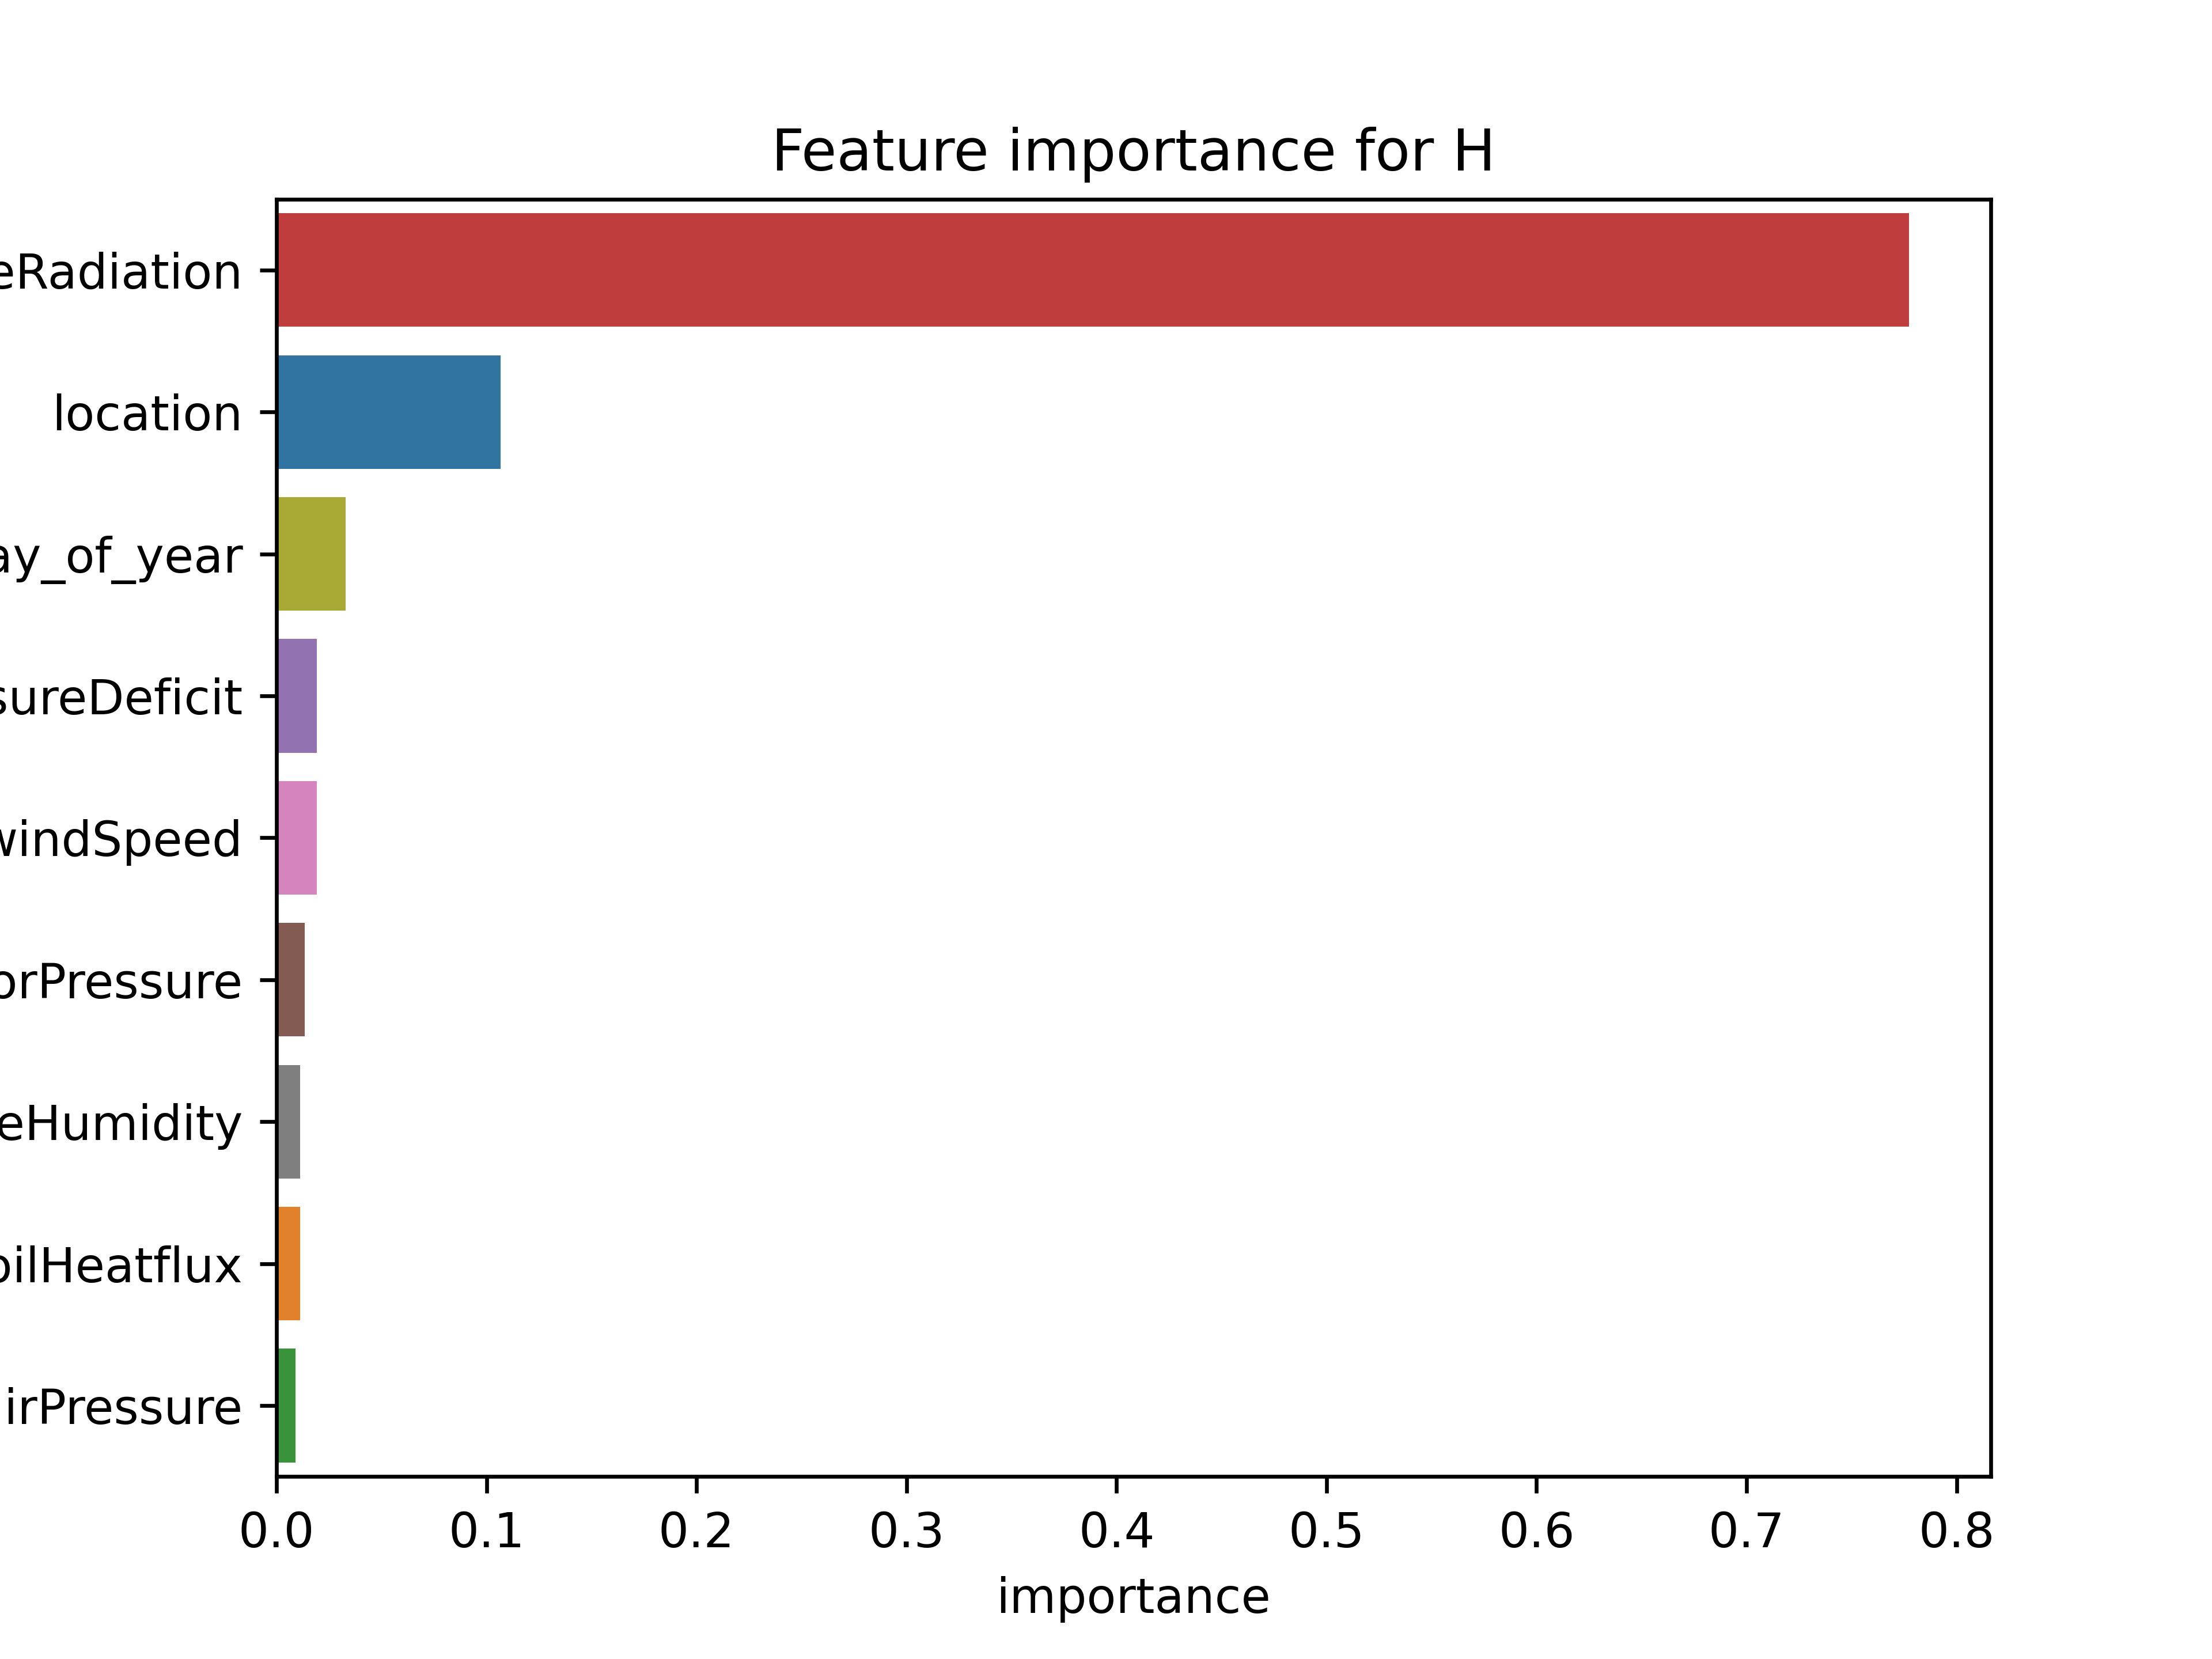 Feature importance for H
eRadiation
location
ay_of_year
sureDeficit
windSpeed
orPressure
eHumidity
oilHeatflux
irPressure
0.0 0.1 0.2 0.3 0.4 0.5 0.6 0.7 0.8
importance